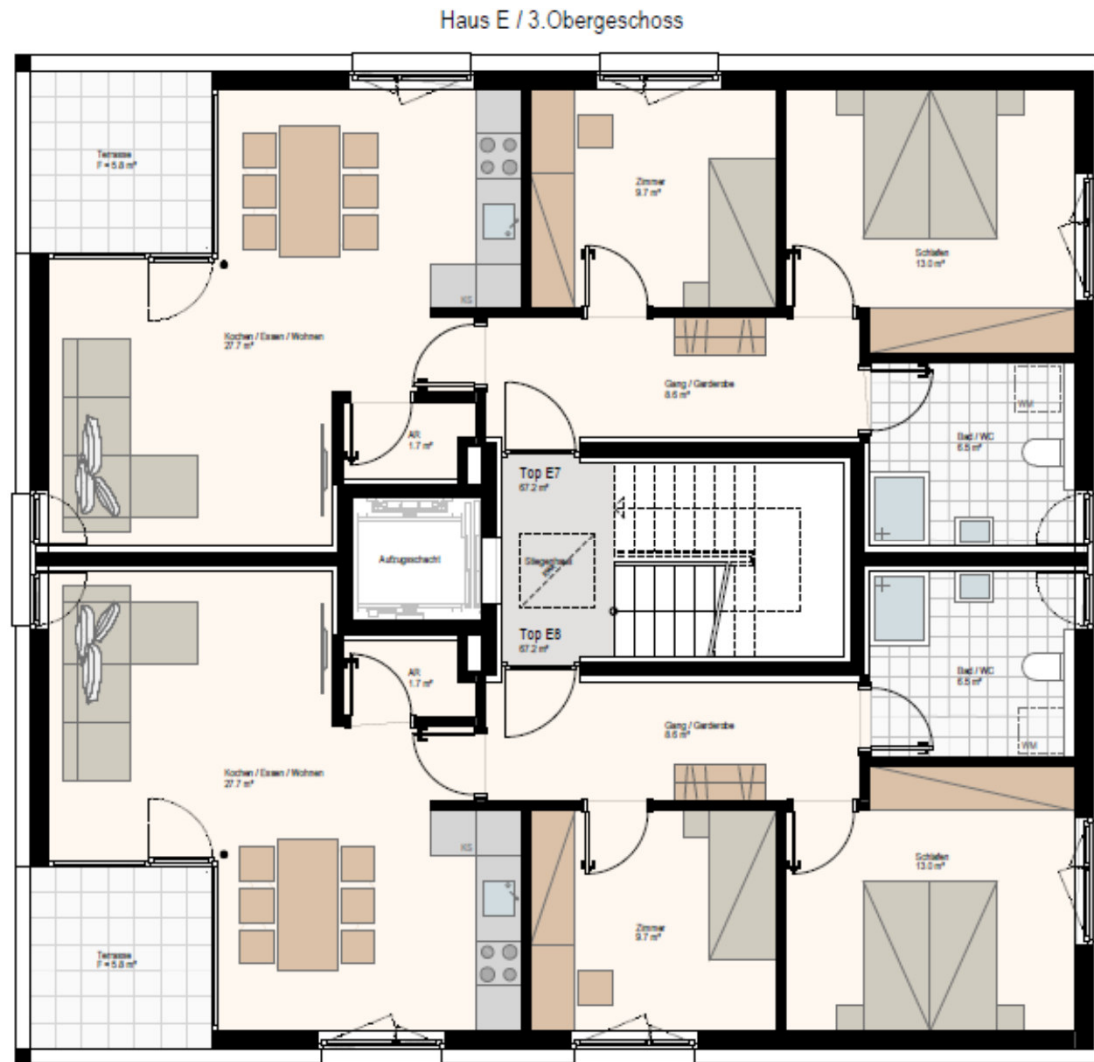 Haus E / 3.Obergeschoss
Terrasse
F = 5.8 m²
Zimmer
9.7 m²
Schlafen
13.0 m²
KS
Kochen / Essen / Wohnen
27.7 m²
Gang / Garderobe
8.6 m²
WM
AR
1.7 m²
Bad / WC
6.5 m²
Top E7
67.2 m²
Aufzugsschacht
Stiegenhaus
Top E8
67.2 m²
AR
1.7 m²
Bad / WC
6.5 m²
Gang / Garderobe
8.6 m²
WM
Kochen / Essen / Wohnen
27.7 m²
KS
Schlafen
13.0 m²
Zimmer
9.7 m²
Terrasse
F = 5.8 m²